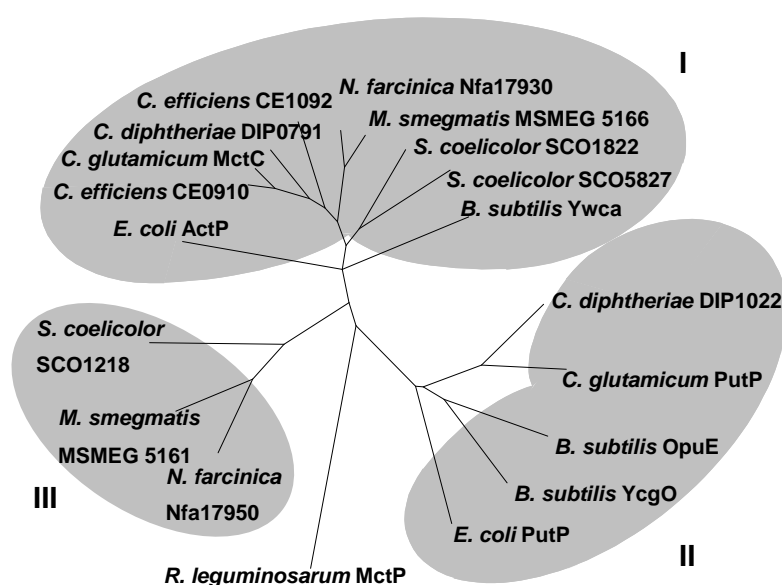 I
N. farcinica Nfa17930
C. efficiens CE1092
M. smegmatis MSMEG 5166
C. diphtheriae DIP0791
S. coelicolor SCO1822
C. glutamicum MctC
S. coelicolor SCO5827
C. efficiens CE0910
B. subtilis Ywca
E. coli ActP
C. diphtheriae DIP1022
S. coelicolor
SCO1218
C. glutamicum PutP
M. smegmatis
MSMEG 5161
B. subtilis OpuE
N. farcinica
Nfa17950
III
B. subtilis YcgO
E. coli PutP
II
R. leguminosarum MctP